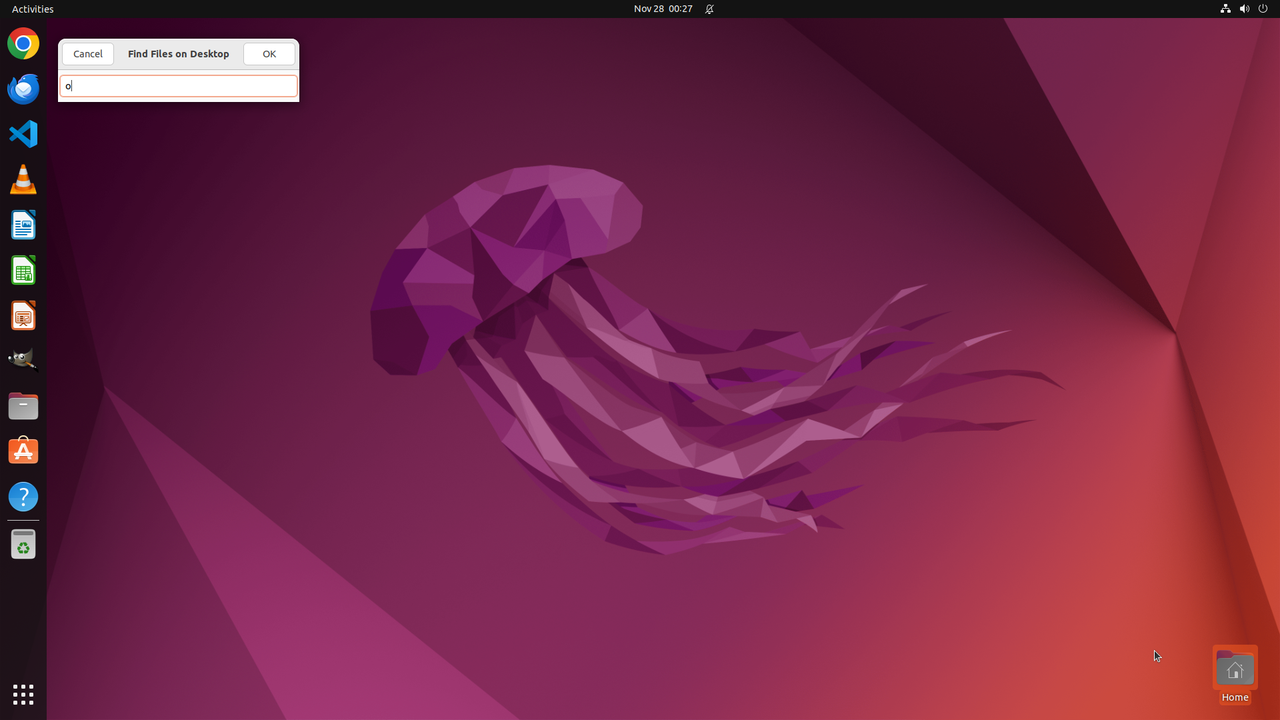 Activities
Nov 28 00:27
Cancel
Find Files on Desktop
OK
o
Home